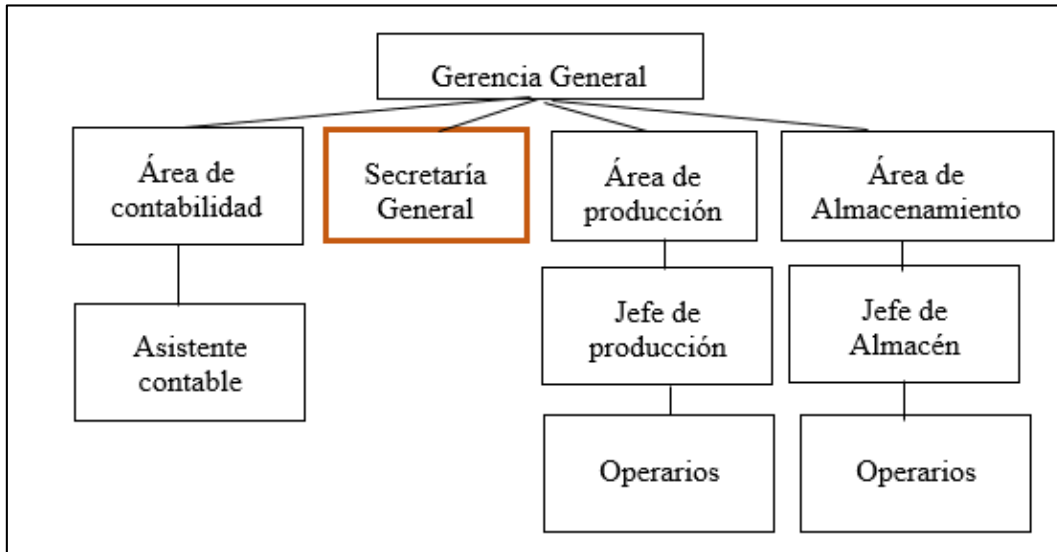 Gerencia General
Área de
contabilidad
Secretaría
General
Área de
producción
Área de
Almacenamiento
Asistente
contable
Jefe de
producción
Jefe de
Almacén
Operarios
Operarios